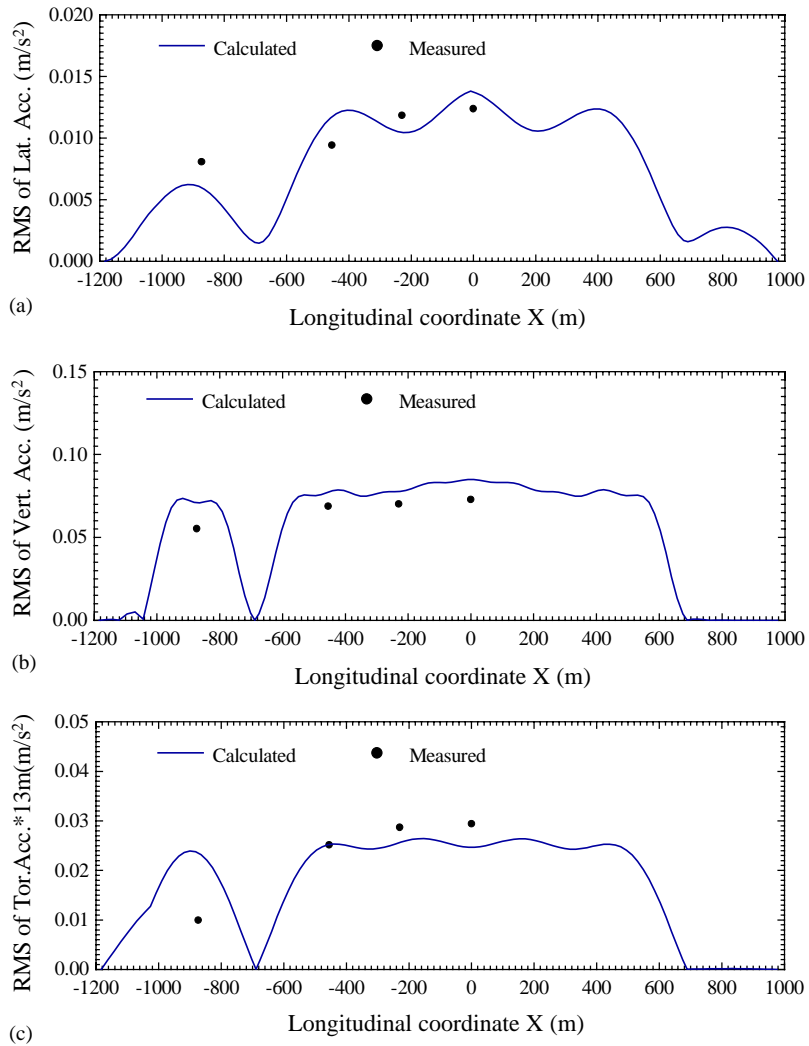 0.020
Calculated
Measured
0.015
0.010
0.005
0.000
RMS of Lat. Acc. (m/s²)
-1200 -1000 -800 -600 -400 -200 0 200 400 600 800 1000
Longitudinal coordinate X (m)
(a)
0.15
Calculated
Measured
0.10
0.05
0.00
RMS of Vert. Acc. (m/s²)
-1200 -1000 -800 -600 -400 -200 0 200 400 600 800 1000
Longitudinal coordinate X (m)
(b)
0.05
Calculated
Measured
0.04
0.03
0.02
0.01
0.00
RMS of Tor.Acc.*13m(m/s²)
-1200 -1000 -800 -600 -400 -200 0 200 400 600 800 1000
Longitudinal coordinate X (m)
(c)